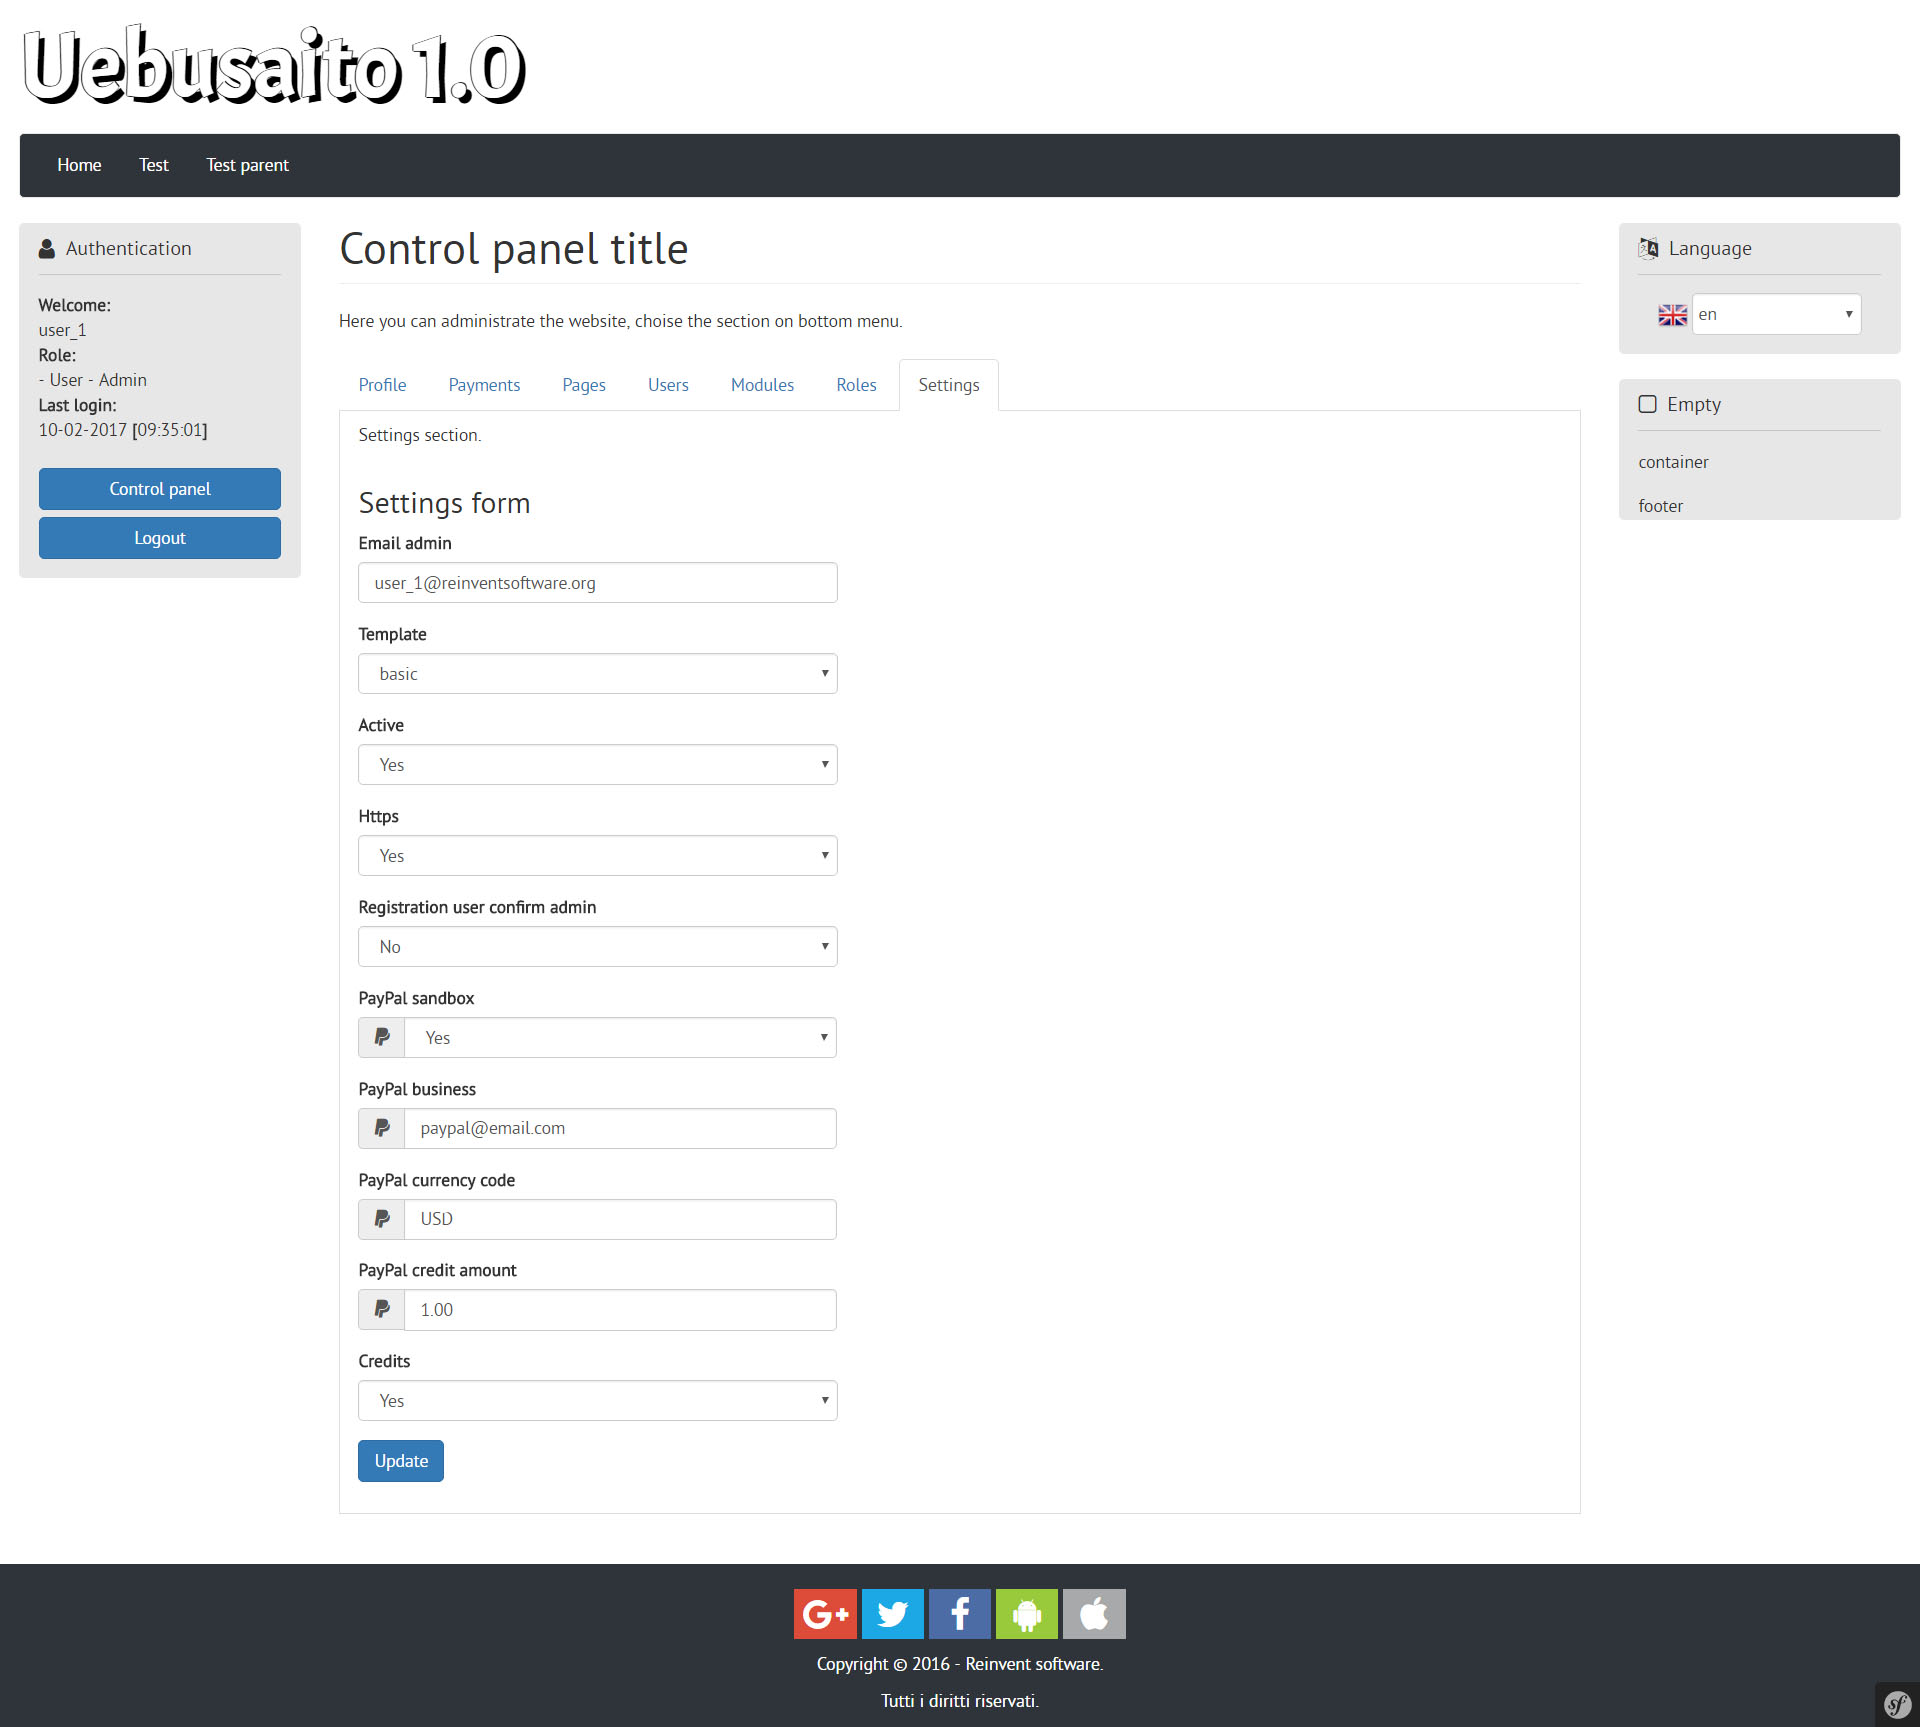 Uebusaito 1.0
Home Test Test parent
Authentication
Welcome:
user_1
Role:
- User - Admin
Last login:
10-02-2017 [09:35:01]
Control panel
Logout
Control panel title
Here you can administrate the website, choise the section on bottom menu.
Profile Payments Pages Users Modules Roles Settings
Settings section.
Settings form
Email admin
user_1@reinventsoftware.org
Template
basic
Active
Yes
Https
Yes
Registration user confirm admin
No
PayPal sandbox
Yes
PayPal business
paypal@email.com
PayPal currency code
USD
PayPal credit amount
1.00
Credits
Yes
Update
Language
en
Empty
container
footer
Copyright © 2016 - Reinvent software.
Tutti i diritti riservati.